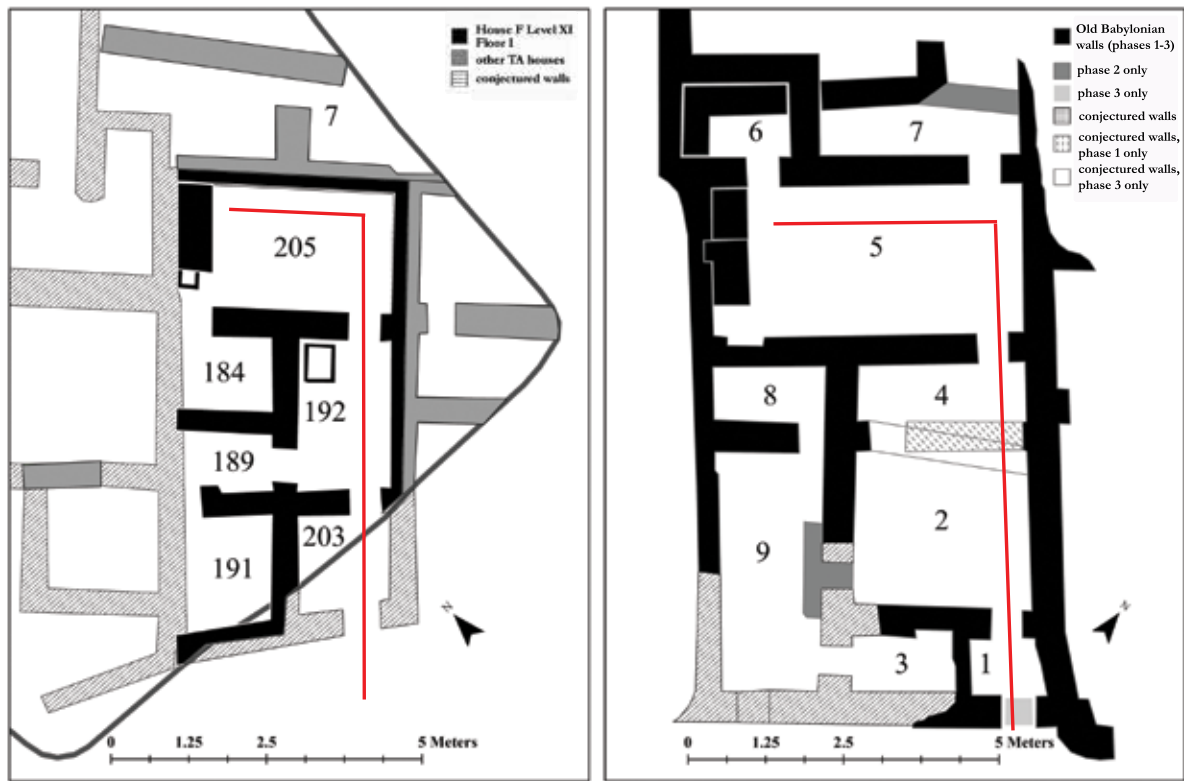 House F Level XI
Floor I
other TA houses
conjectured walls
7
205
184
192
189
203
191
N
0 1.25 2.5 5 Meters
Old Babylonian
walls (phases 1-3)
phase 2 only
phase 3 only
conjectured walls
conjectured walls,
phase 1 only
conjectured walls,
phase 3 only
6
7
5
8
4
2
9
3
1
N
0 1.25 2.5 5 Meters